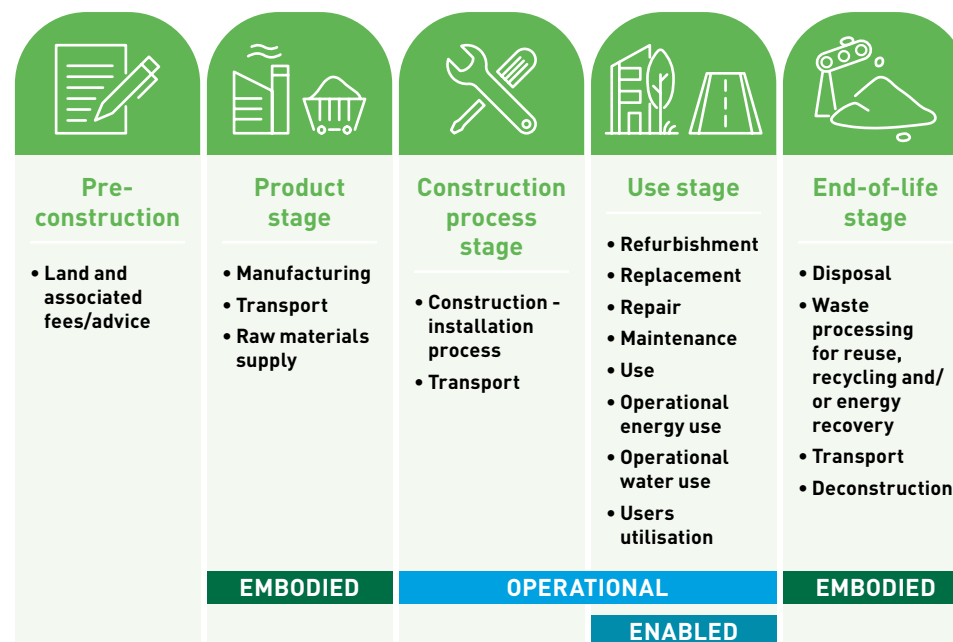 Pre-
construction
• Land and
associated
fees/advice
Product
stage
• Manufacturing
• Transport
• Raw materials
supply
Construction
process
stage
• Construction -
installation
process
• Transport
Use stage
• Refurbishment
• Replacement
• Repair
• Maintenance
• Use
• Operational
energy use
• Operational
water use
• Users
utilisation
End-of-life
stage
• Disposal
• Waste
processing
for reuse,
recycling and/
or energy
recovery
• Transport
• Deconstruction
EMBODIED
OPERATIONAL
EMBODIED
ENABLED